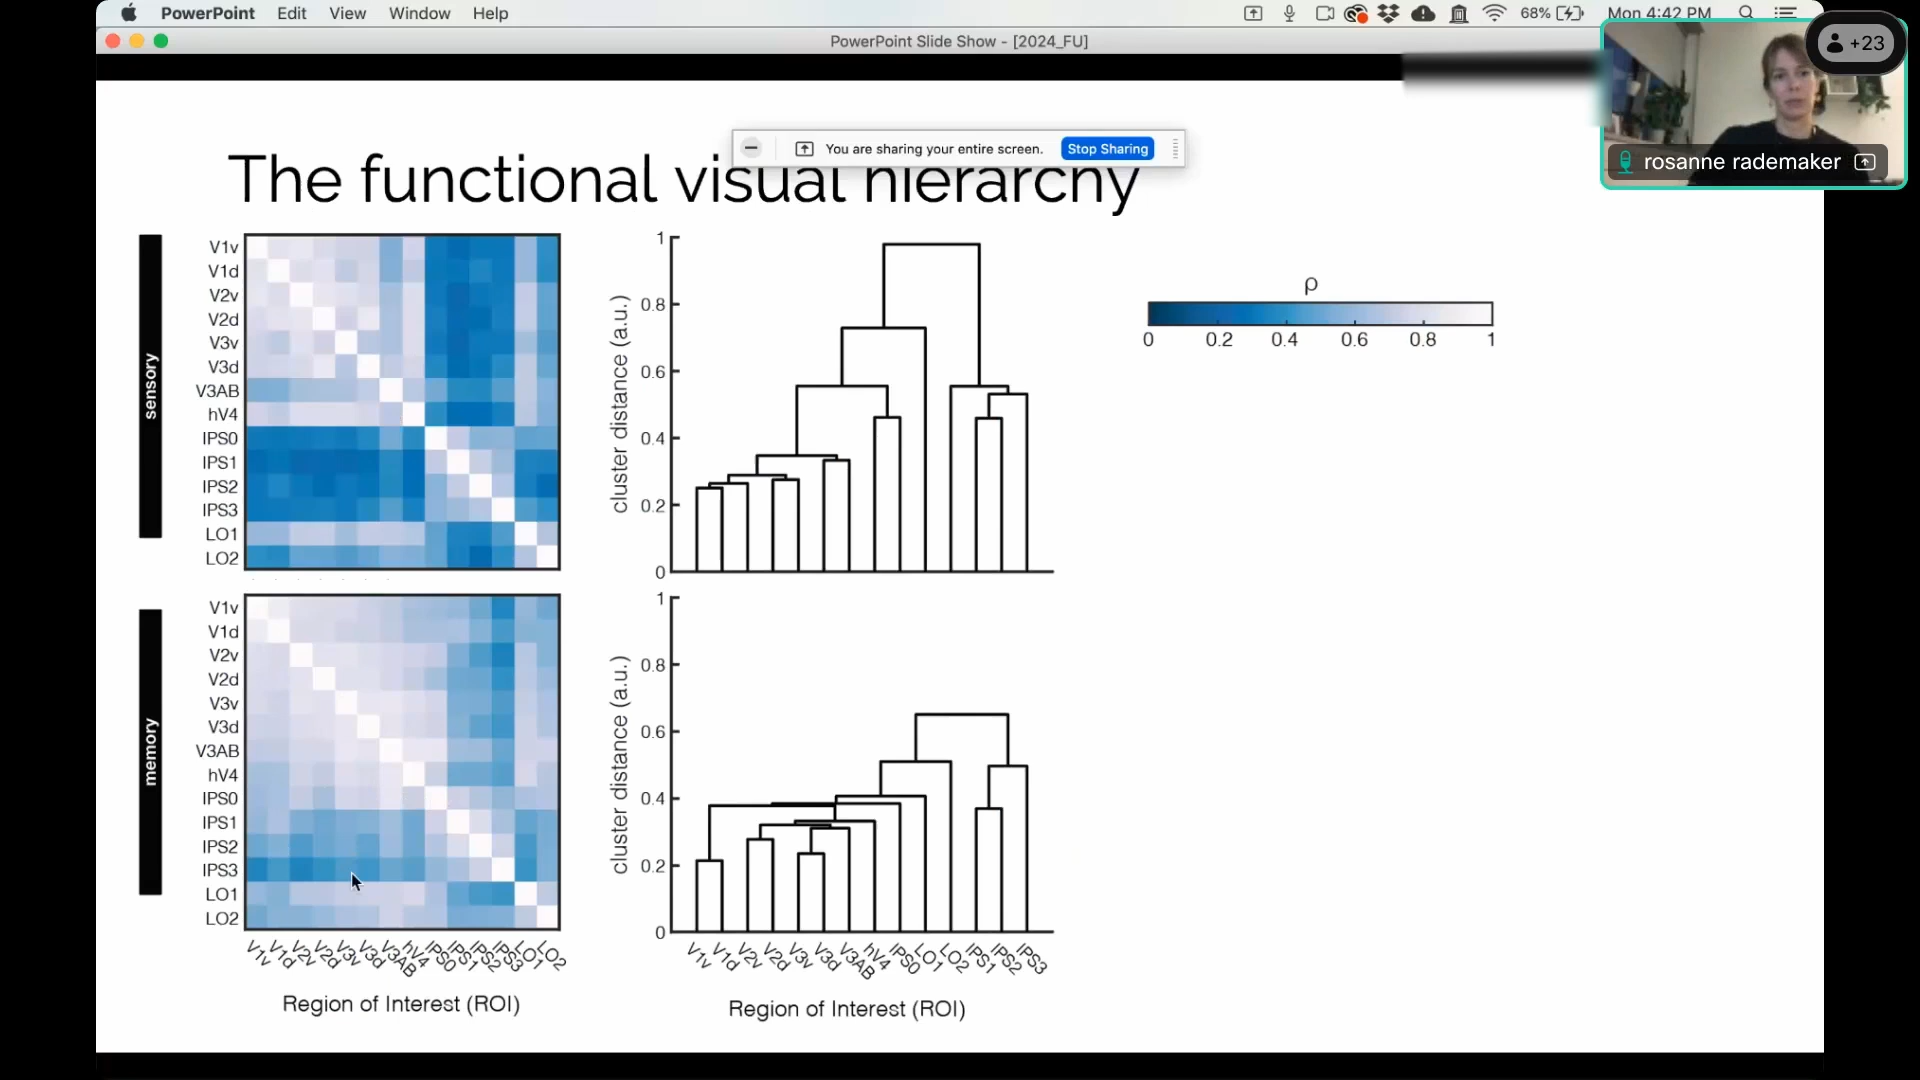 PowerPoint Edit View Window Help 68% Mon 4:42 PM
PowerPoint Slide Show - [2024_FU]
+23
You are sharing your entire screen. Stop Sharing
rosanne rademaker
The functional visual hierarchy
sensory
V1v
V1d
V2v
V2d
V3v
V3d
V3AB
hV4
IPS0
IPS1
IPS2
IPS3
LO1
LO2
cluster distance (a.u.)
1
0.8
0.6
0.4
0.2
0
ρ
0 0.2 0.4 0.6 0.8 1
memory
V1v
V1d
V2v
V2d
V3v
V3d
V3AB
hV4
IPS0
IPS1
IPS2
IPS3
LO1
LO2
V1v V1d V2v V2d V3v V3d V3AB hV4 IPS0 IPS1 IPS2 IPS3 LO1 LO2
Region of Interest (ROI)
cluster distance (a.u.)
1
0.8
0.6
0.4
0.2
0
V1v V1d V2v V2d V3v V3d V3AB hV4 IPS0 LO1 LO2 IPS1 IPS2 IPS3
Region of Interest (ROI)